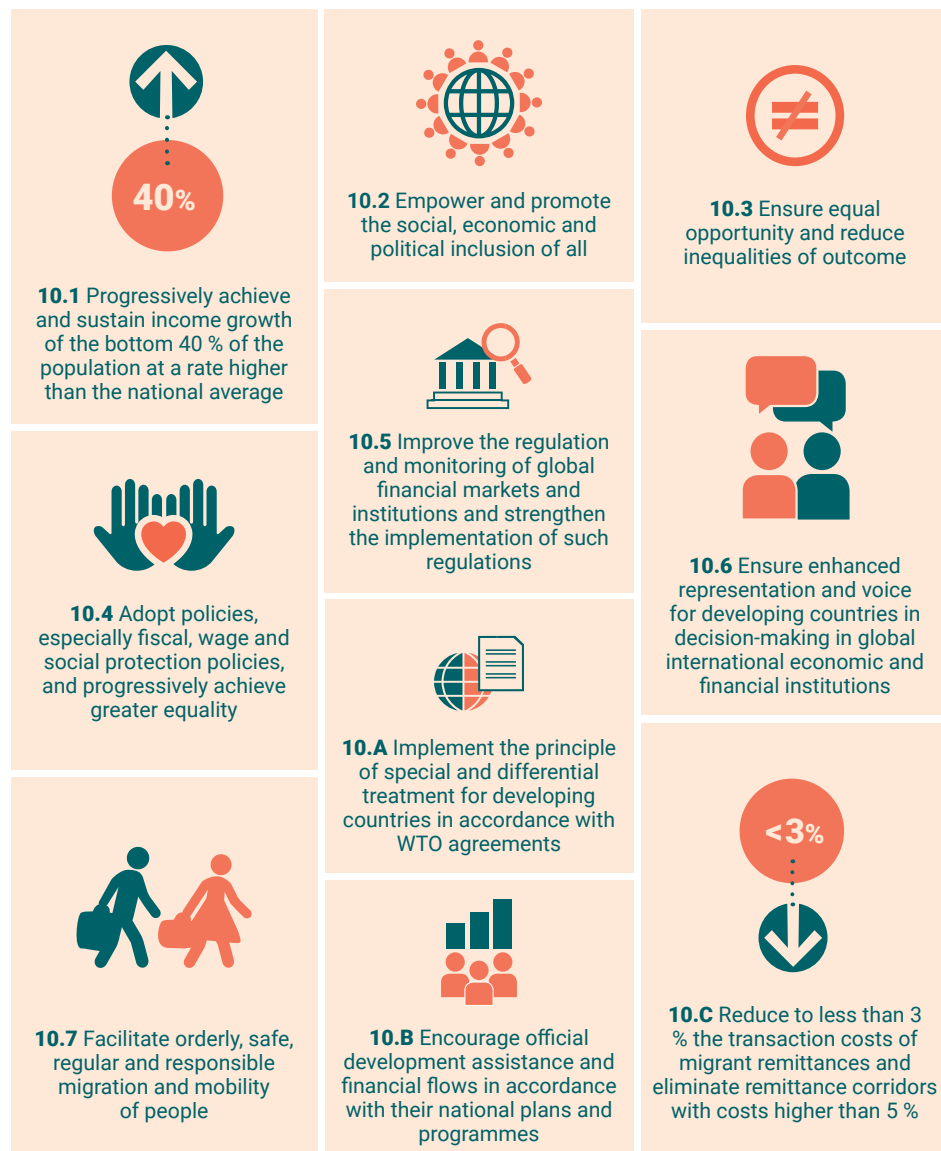 40%
10.1 Progressively achieve
and sustain income growth
of the bottom 40 % of the
population at a rate higher
than the national average
10.2 Empower and promote
the social, economic and
political inclusion of all
10.3 Ensure equal
opportunity and reduce
inequalities of outcome
10.4 Adopt policies,
especially fiscal, wage and
social protection policies,
and progressively achieve
greater equality
10.5 Improve the regulation
and monitoring of global
financial markets and
institutions and strengthen
the implementation of such
regulations
10.6 Ensure enhanced
representation and voice
for developing countries in
decision-making in global
international economic and
financial institutions
10.7 Facilitate orderly, safe,
regular and responsible
migration and mobility
of people
10.A Implement the principle
of special and differential
treatment for developing
countries in accordance with
WTO agreements
10.B Encourage official
development assistance and
financial flows in accordance
with their national plans and
programmes
<3%
10.C Reduce to less than 3
% the transaction costs of
migrant remittances and
eliminate remittance corridors
with costs higher than 5 %